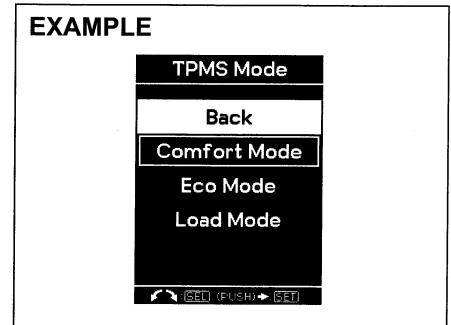 EXAMPLE
TPMS Mode
Back
Comfort Mode
Eco Mode
Load Mode
:SEL (PUSH) ➔ SET